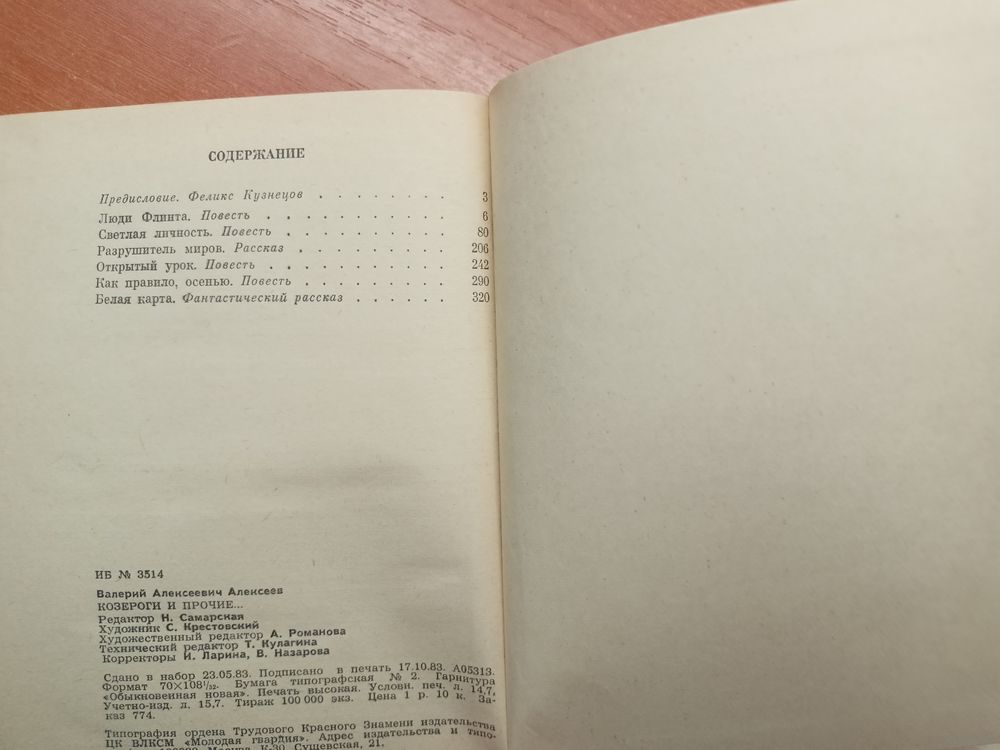 СОДЕРЖАНИЕ
Предисловие. Феликс Кузнецов . . . . . . . . 3
Люди Флинта. Повесть . . . . . . . . . . . 6
Светлая личность. Повесть . . . . . . . . . . 80
Разрушитель миров. Рассказ . . . . . . . . . 206
Открытый урок. Повесть . . . . . . . . . . . 242
Как правило, осенью. Повесть . . . . . . . . . 290
Белая карта. Фантастический рассказ . . . . . . 320
ИБ № 3514
Валерий Алексеевич Алексеев
КОЗЕРОГИ И ПРОЧИЕ...
Редактор Н. Самарская
Художник С. Крестовский
Художественный редактор А. Романова
Технический редактор Т. Кулагина
Корректоры И. Ларина, В. Назарова
Сдано в набор 23.05.83. Подписано в печать 17.10.83. А05313.
Формат 70×108¹/₃₂. Бумага типографская № 2. Гарнитура
«Обыкновенная новая». Печать высокая. Условн. печ. л. 14,7.
Учетно-изд. л. 15,7. Тираж 100 000 экз. Цена 1 р. 10 к. За-
каз 774.
Типография ордена Трудового Красного Знамени издательства
ЦК ВЛКСМ «Молодая гвардия». Адрес издательства и типо-
Москва, К-30, Сущевская, 21.